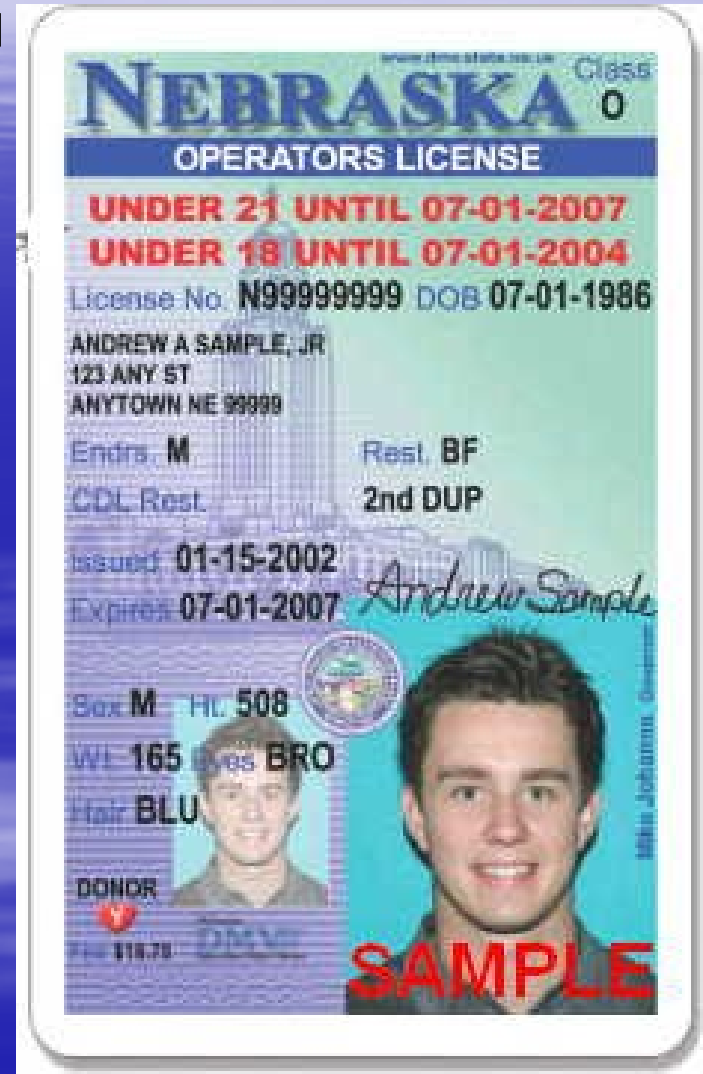 Class
NEBRASKA O
OPERATORS LICENSE
UNDER 21 UNTIL 07-01-2007
UNDER 18 UNTIL 07-01-2004
License No. N99999999 DOB 07-01-1986
ANDREW A SAMPLE, JR
123 ANY ST
ANYTOWN NE 99999
Endrs. M Rest. BF
CDL Rest. 2nd DUP
Issued 01-15-2002
Expires 07-01-2007
Andrew Sample
Sex M Ht. 508
Wt. 165 Eyes BRO
Hair BLU
DONOR
Y
Mike Johanns Governor
DMV
SAMPLE